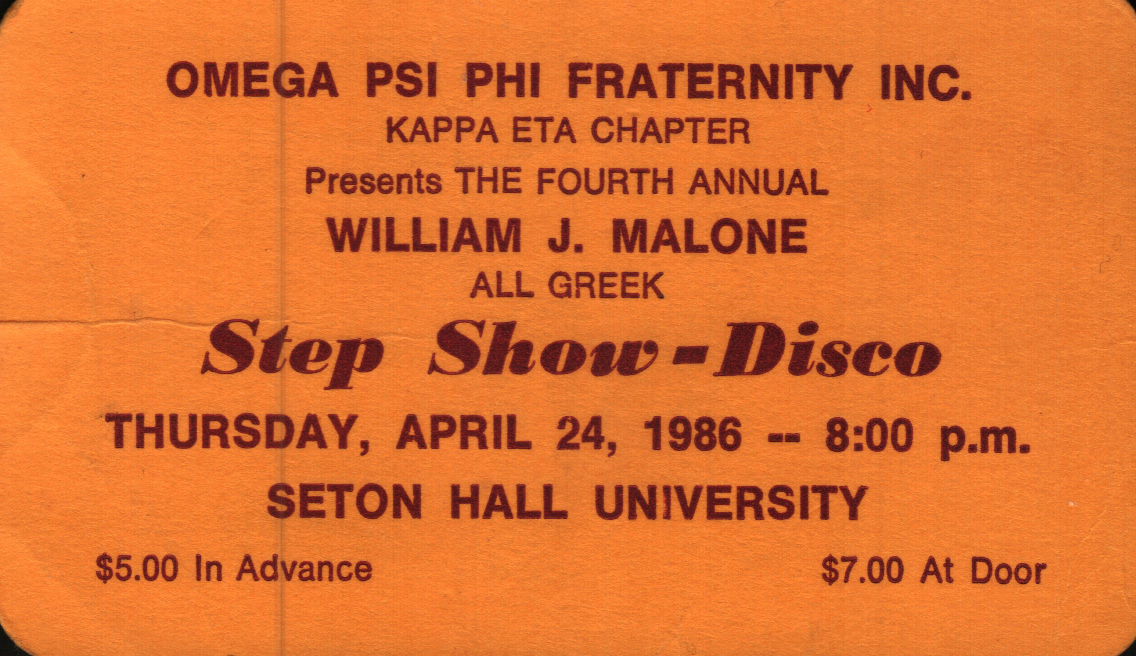 OMEGA PSI PHI FRATERNITY INC.
KAPPA ETA CHAPTER
Presents THE FOURTH ANNUAL
WILLIAM J. MALONE
ALL GREEK
Step Show-Disco
THURSDAY, APRIL 24, 1986 -- 8:00 p.m.
SETON HALL UNIVERSITY
$5.00 In Advance $7.00 At Door